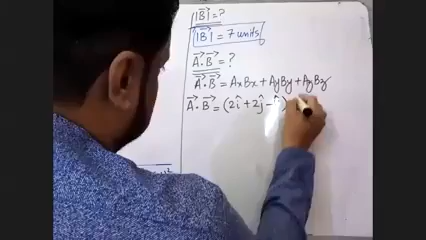 |B⃗| = ?
|B⃗| = 7 units
A⃗ . B⃗ = ?
A⃗ . B⃗ = AxBx + AyBy + AzBz
A⃗ . B⃗ = (2î + 2ĵ -